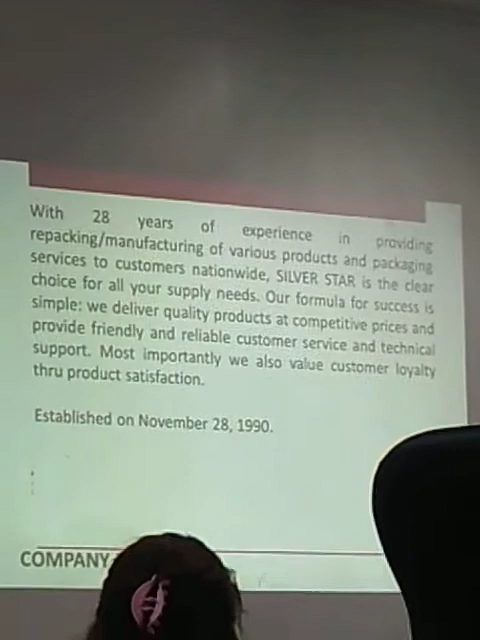 With 28 years of experience in providing
repacking/manufacturing of various products and packaging
services to customers nationwide, SILVER STAR is the clear
choice for all your supply needs. Our formula for success is
simple: we deliver quality products at competitive prices and
provide friendly and reliable customer service and technical
support. Most importantly we also value customer loyalty
thru product satisfaction.
Established on November 28, 1990.
COMPANY